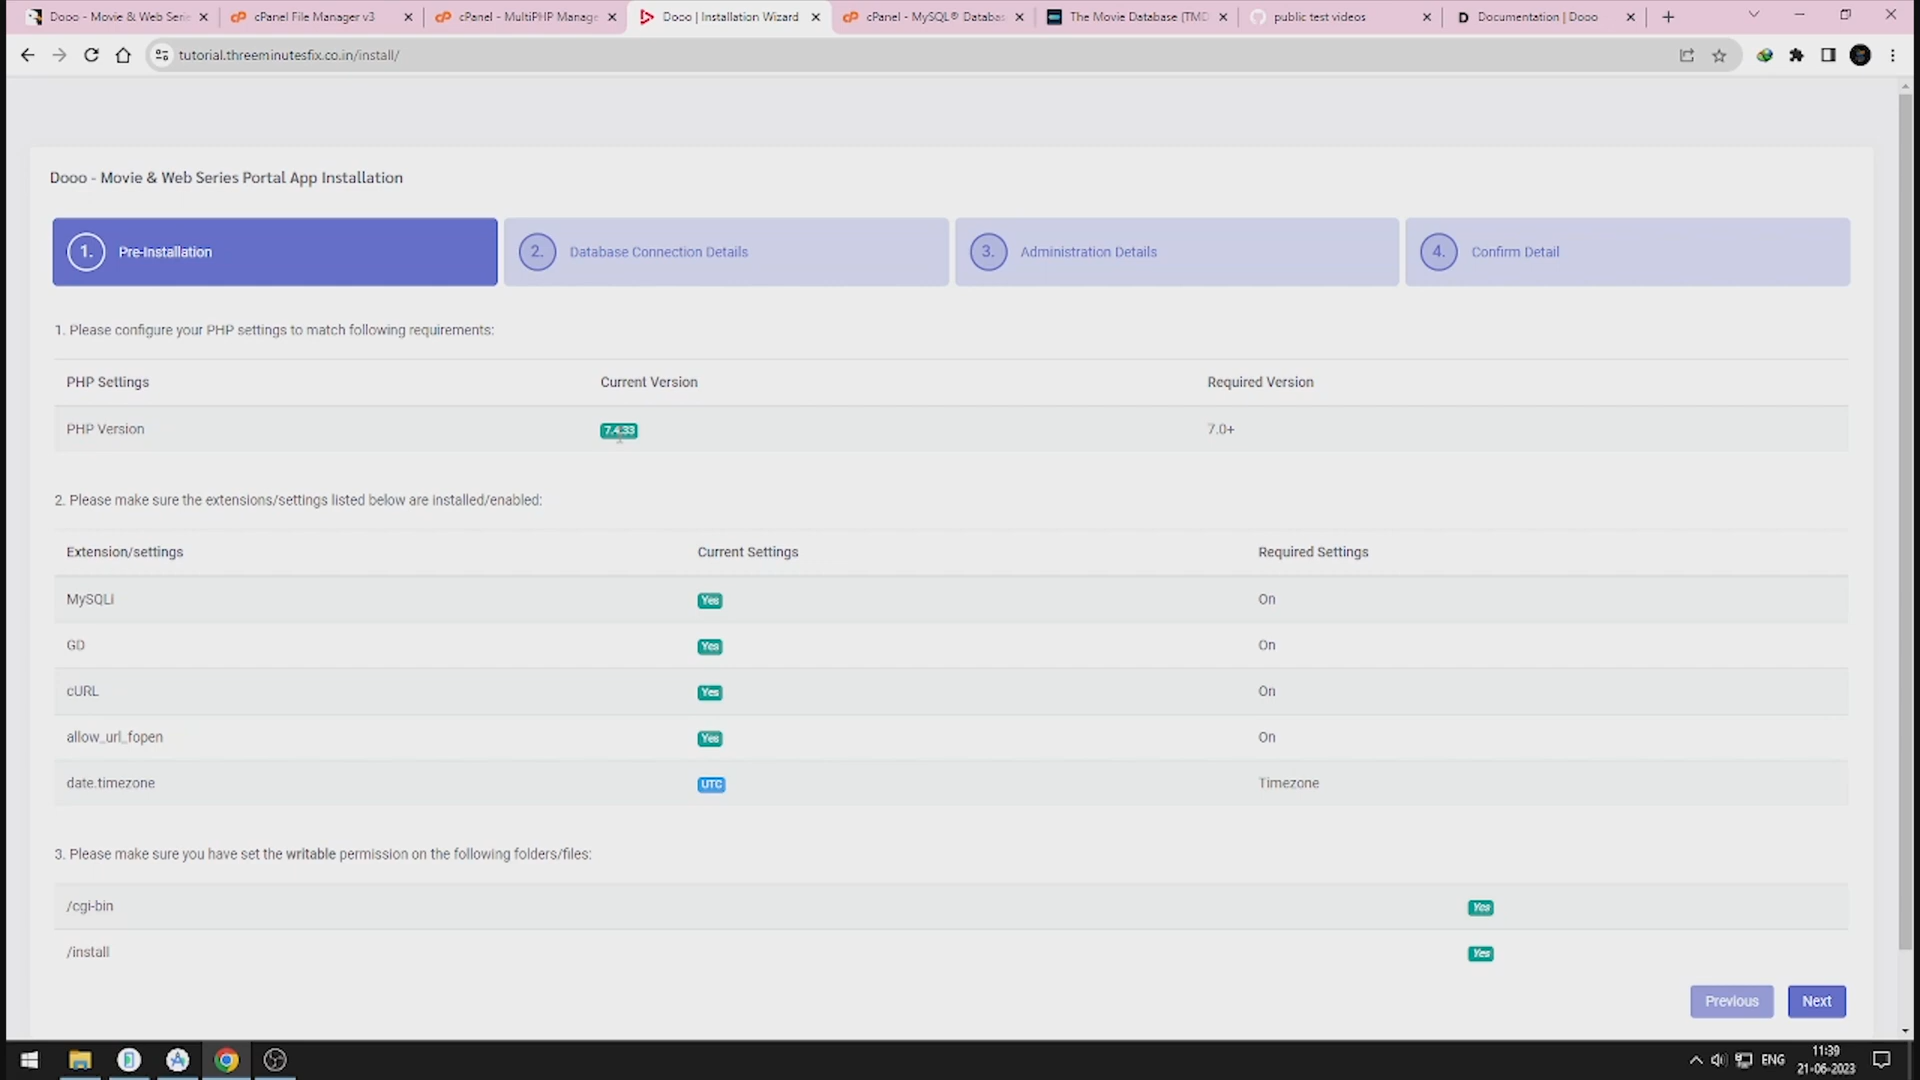 Dooo - Movie & Web Seri
cPanel File Manager v3
cPanel - MultiPHP Manage
Dooo | Installation Wizard
cPanel - MySQL® Databas
The Movie Database (TMD
public test videos
Documentation | Dooo
tutorial.threeminutesfix.co.in/install/
Dooo - Movie & Web Series Portal App Installation
1. Pre-Installation
2. Database Connection Details
3. Administration Details
4. Confirm Detail
1. Please configure your PHP settings to match following requirements:
PHP Settings Current Version Required Version
PHP Version 7.4.33 7.0+
2. Please make sure the extensions/settings listed below are installed/enabled:
Extension/settings Current Settings Required Settings
MySQLi Yes On
GD Yes On
cURL Yes On
allow_url_fopen Yes On
date.timezone UTC Timezone
3. Please make sure you have set the writable permission on the following folders/files:
/cgi-bin Yes
/install Yes
Previous Next
ENG
11:39
21-06-2023